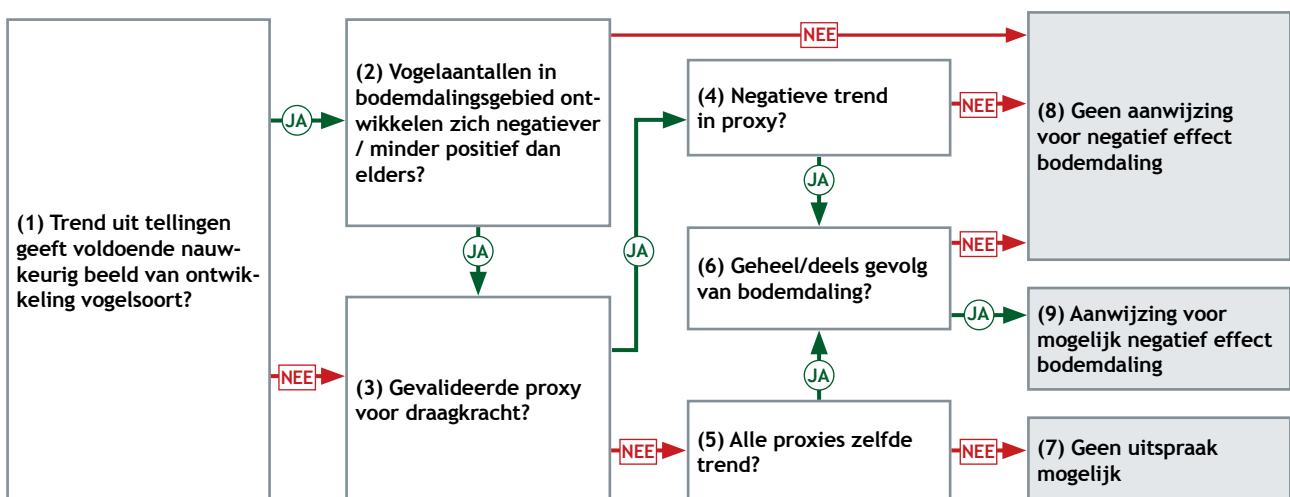 (1) Trend uit tellingen
geeft voldoende nauw-
keurig beeld van ontwik-
keling vogelsoort?
JA
NEE
(2) Vogelaantallen in
bodemdalingsgebied ont-
wikkelen zich negatiever
/ minder positief dan
elders?
NEE
JA
(3) Gevalideerde proxy
voor draagkracht?
JA
NEE
(4) Negatieve trend
in proxy?
NEE
JA
(6) Geheel/deels gevolg
van bodemdaling?
NEE
JA
JA
(5) Alle proxies zelfde
trend?
NEE
(8) Geen aanwijzing
voor negatief effect
bodemdaling
(9) Aanwijzing voor
mogelijk negatief effect
bodemdaling
(7) Geen uitspraak
mogelijk